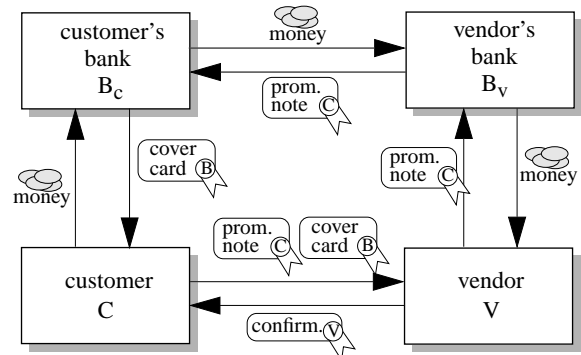 customer's
bank
B_c
money
vendor's
bank
B_v
prom.
note C
cover
card B
prom.
note C
money
money
prom.
note C
cover
card B
customer
C
vendor
V
confirm. V